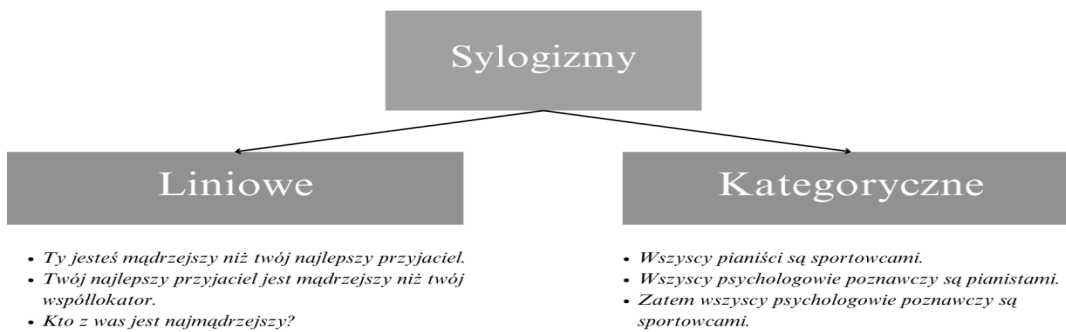 Sylogizmy
Liniowe
• Ty jesteś mądrzejszy niż twój najlepszy przyjaciel.
• Twój najlepszy przyjaciel jest mądrzejszy niż twój
współlokator.
• Kto z was jest najmądrzejszy?
Kategoryczne
• Wszyscy pianiści są sportowcami.
• Wszyscy psychologowie poznawczy są pianistami.
• Zatem wszyscy psychologowie poznawczy są
sportowcami.